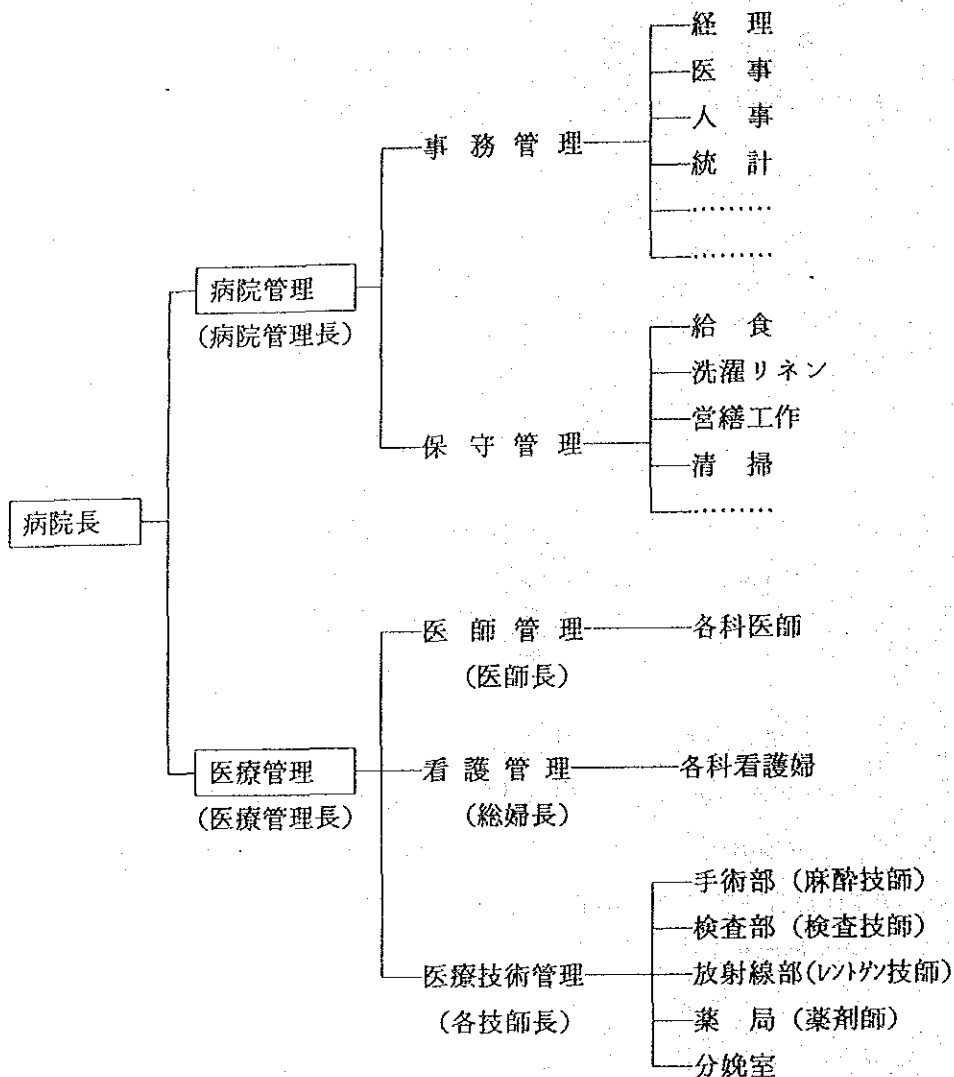 経理
医事
人事
統計
………
………
事務管理
病院管理
(病院管理長)
給食
洗濯リネン
営繕工作
清掃
………
保守管理
病院長
医師管理
(医師長)
各科医師
医療管理
(医療管理長)
看護管理
(総婦長)
各科看護婦
手術部(麻酔技師)
検査部(検査技師)
放射線部(レントゲン技師)
薬局(薬剤師)
分娩室
医療技術管理
(各技師長)